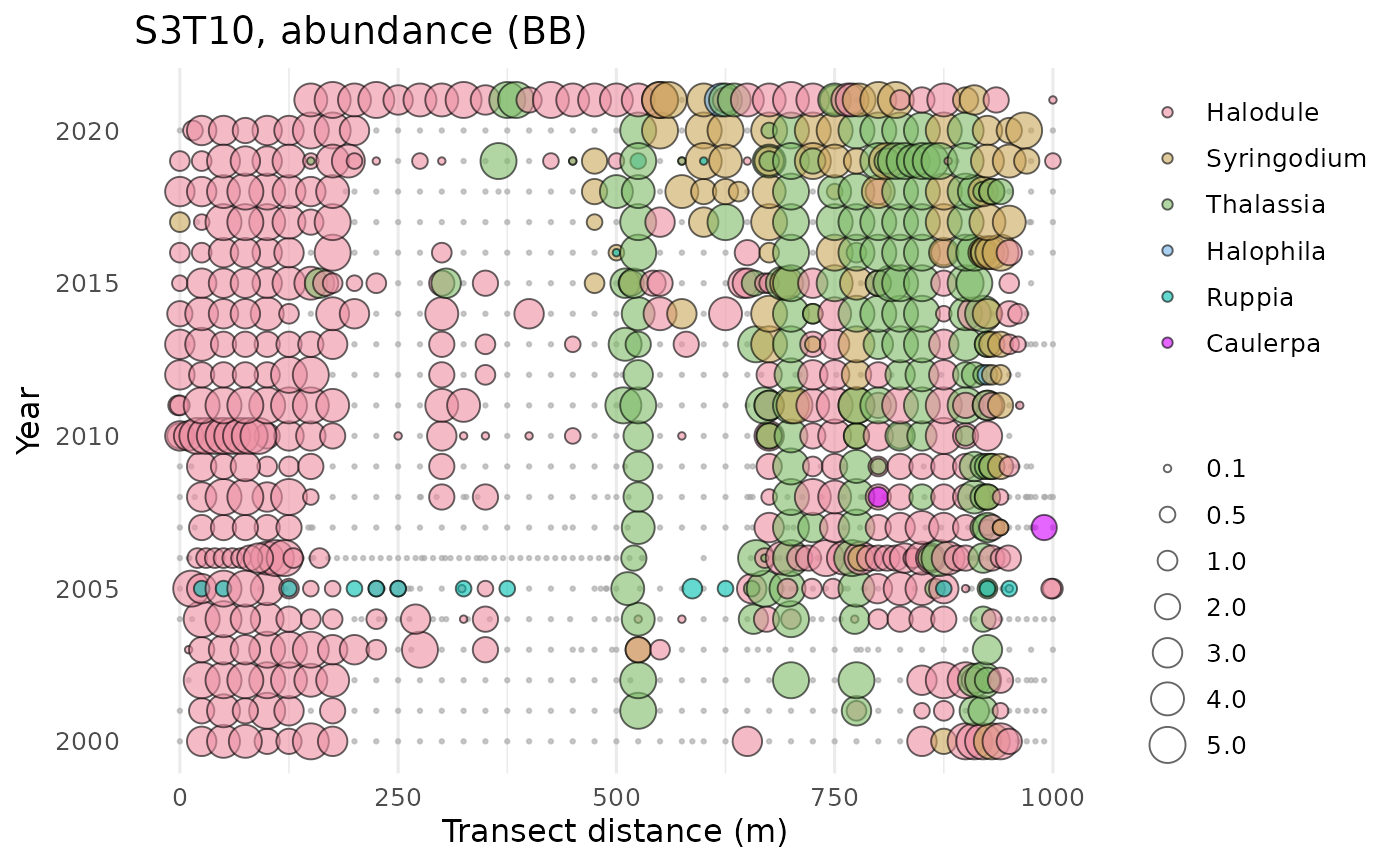 S3T10, abundance (BB)
Year
2020
2015
2010
2005
2000
0
250
500
750
1000
Transect distance (m)
Halodule
Syringodium
Thalassia
Halophila
Ruppia
Caulerpa
0.1
0.5
1.0
2.0
3.0
4.0
5.0